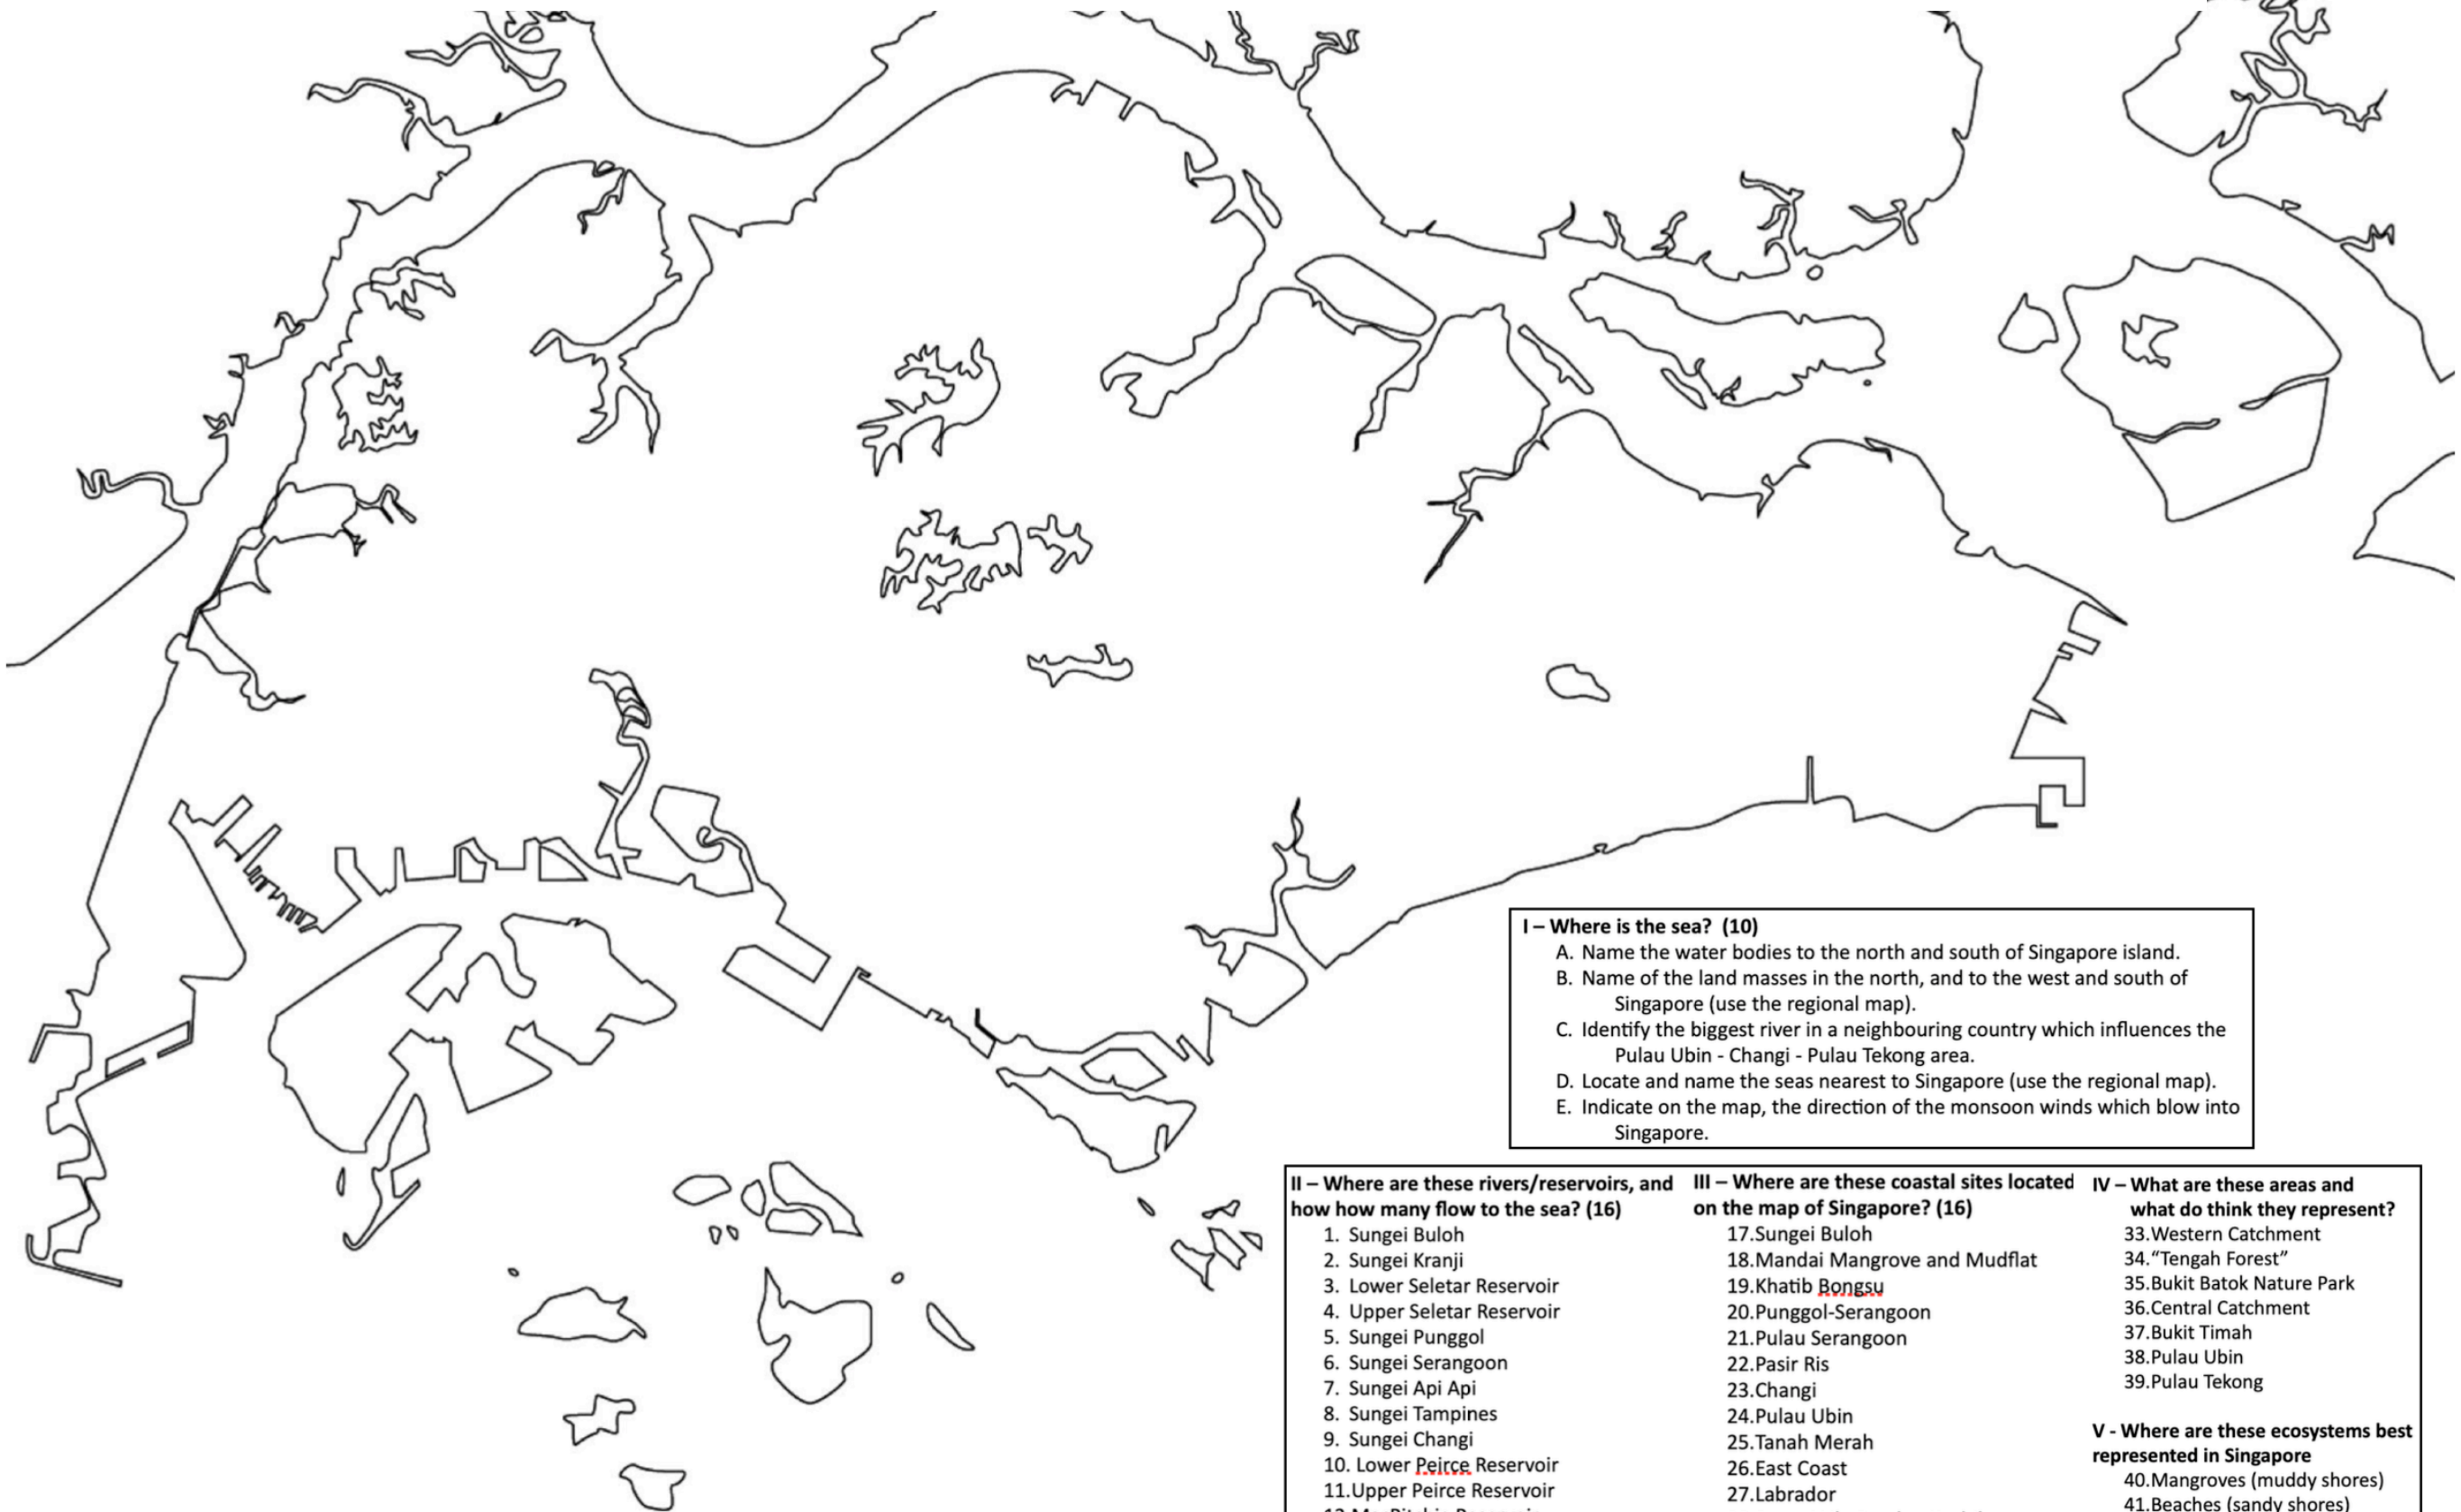 I – Where is the sea?  (10)
A. Name the water bodies to the north and south of Singapore island.
B. Name of the land masses in the north, and to the west and south of
Singapore (use the regional map).
C. Identify the biggest river in a neighbouring country which influences the
Pulau Ubin - Changi - Pulau Tekong area.
D. Locate and name the seas nearest to Singapore (use the regional map).
E. Indicate on the map, the direction of the monsoon winds which blow into
Singapore.
II – Where are these rivers/reservoirs, and
how how many flow to the sea? (16)
1. Sungei Buloh
2. Sungei Kranji
3. Lower Seletar Reservoir
4. Upper Seletar Reservoir
5. Sungei Punggol
6. Sungei Serangoon
7. Sungei Api Api
8. Sungei Tampines
9. Sungei Changi
10. Lower Peirce Reservoir
11.Upper Peirce Reservoir
III – Where are these coastal sites located
on the map of Singapore? (16)
17.Sungei Buloh
18.Mandai Mangrove and Mudflat
19.Khatib Bongsu
20.Punggol-Serangoon
21.Pulau Serangoon
22.Pasir Ris
23.Changi
24.Pulau Ubin
25.Tanah Merah
26.East Coast
27.Labrador
IV – What are these areas and
what do think they represent?
33.Western Catchment
34.“Tengah Forest”
35.Bukit Batok Nature Park
36.Central Catchment
37.Bukit Timah
38.Pulau Ubin
39.Pulau Tekong
V - Where are these ecosystems best
represented in Singapore
40.Mangroves (muddy shores)
41.Beaches (sandy shores)